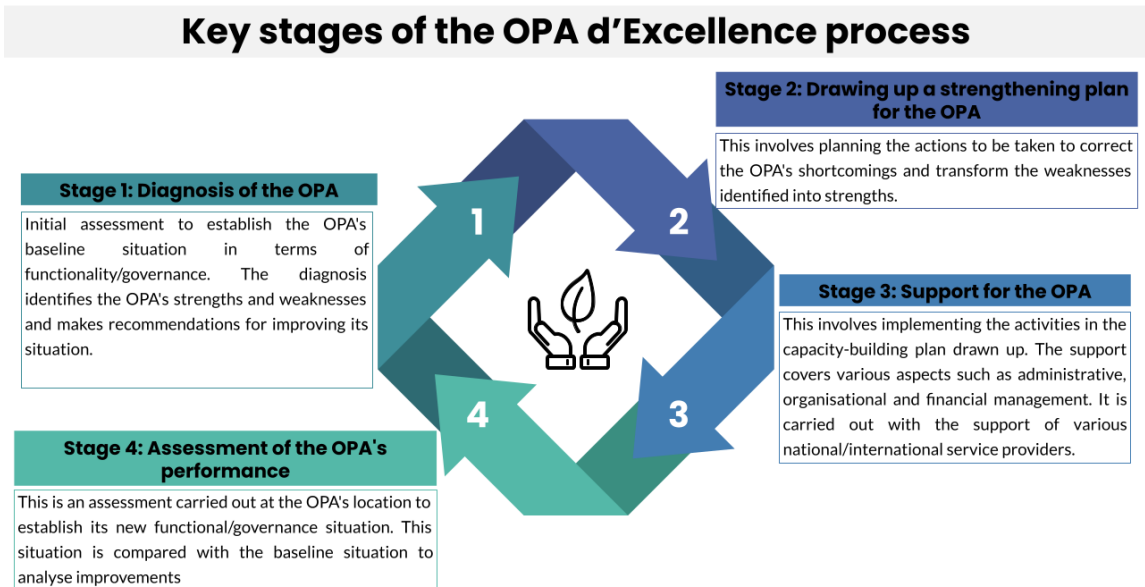 Key stages of the OPA d’Excellence process
Stage 1: Diagnosis of the OPA
Initial assessment to establish the OPA's
baseline situation in terms of
functionality/governance. The diagnosis
identifies the OPA's strengths and weaknesses
and makes recommendations for improving its
situation.
Stage 2: Drawing up a strengthening plan
for the OPA
This involves planning the actions to be taken to correct
the OPA's shortcomings and transform the weaknesses
identified into strengths.
Stage 3: Support for the OPA
This involves implementing the activities in the
capacity-building plan drawn up. The support
covers various aspects such as administrative,
organisational and financial management. It is
carried out with the support of various
national/international service providers.
Stage 4: Assessment of the OPA's
performance
This is an assessment carried out at the OPA's location to
establish its new functional/governance situation. This
situation is compared with the baseline situation to
analyse improvements
1
2
3
4